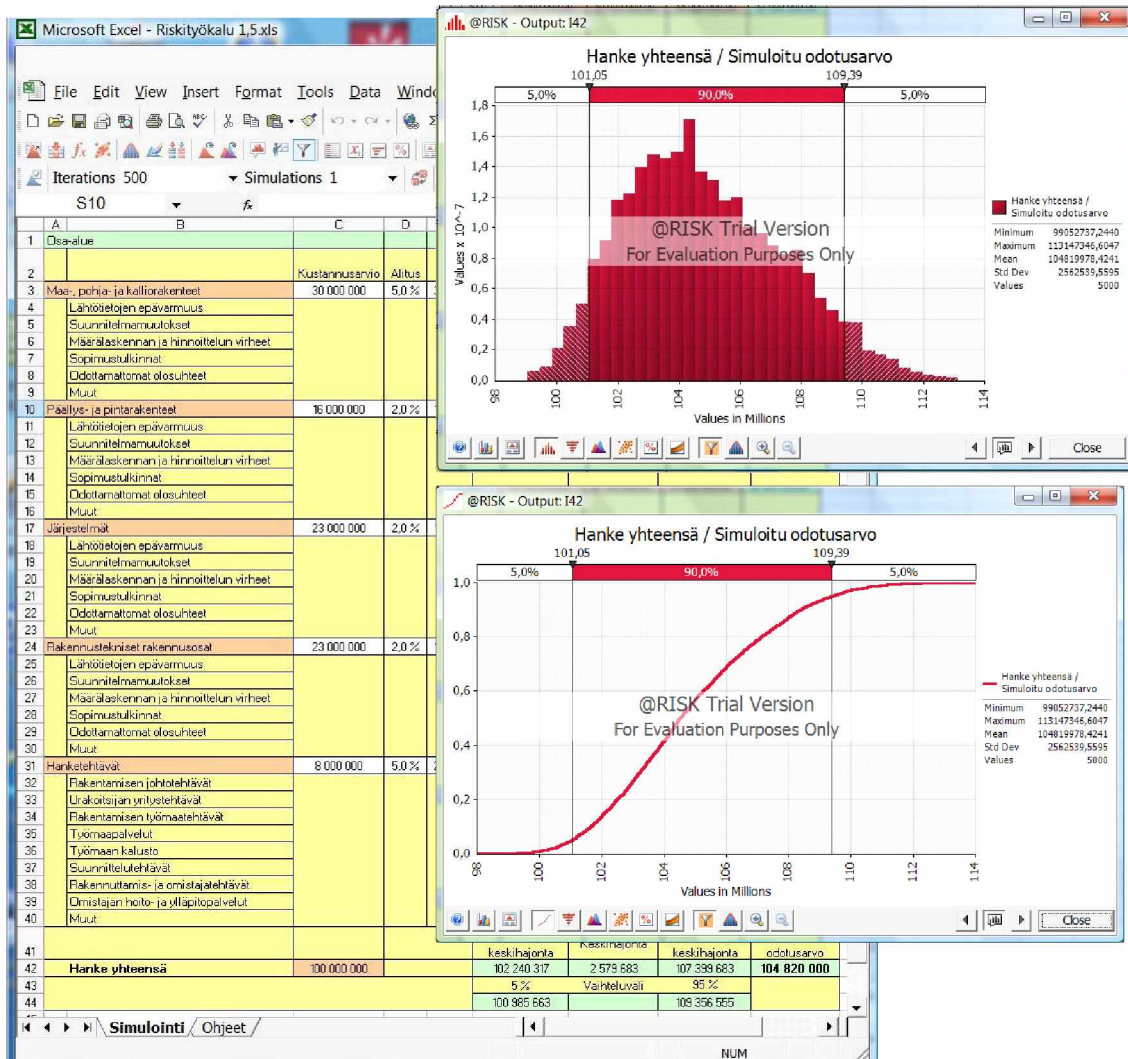 Microsoft Excel - Riskityökalu 1,5.xls
File Edit View Insert Format Tools Data
Iterations 500 Simulations 1
S10 fx
A B C D
1 Osa-alue
2 Kustannusarvio Alitus
3 Maa-, pohja- ja kalliorakenteet 30 000 000 5,0 %
4 Lähtötietojen epävarmuus
5 Suunnitelmamuutokset
6 Määrälaskennan ja hinnoittelun virheet
7 Sopimustulkinnat
8 Odottamattomat olosuhteet
9 Muut
10 Päällys- ja pintarakenteet 16 000 000 2,0 %
11 Lähtötietojen epävarmuus
12 Suunnitelmamuutokset
13 Määrälaskennan ja hinnoittelun virheet
14 Sopimustulkinnat
15 Odottamattomat olosuhteet
16 Muut
17 Järjestelmät 23 000 000 2,0 %
18 Lähtötietojen epävarmuus
19 Suunnitelmamuutokset
20 Määrälaskennan ja hinnoittelun virheet
21 Sopimustulkinnat
22 Odottamattomat olosuhteet
23 Muut
24 Rakennustekniset rakennusosat 23 000 000 2,0 %
25 Lähtötietojen epävarmuus
26 Suunnitelmamuutokset
27 Määrälaskennan ja hinnoittelun virheet
28 Sopimustulkinnat
29 Odottamattomat olosuhteet
30 Muut
31 Hanketehtävät 8 000 000 5,0 %
32 Rakentamisen johtotehtävät
33 Urakoitsijan yritystehtävät
34 Rakentamisen työmaatehtävät
35 Työmaapalvelut
36 Työmaan kalusto
37 Suunnittelutehtävät
38 Rakennuttamis- ja omistajatehtävät
39 Omistajan hoito- ja ylläpitopalvelut
40 Muut
41 keskihajonta Keskihajonta keskihajonta odotusarvo
42 Hanke yhteensä 100 000 000 102 240 317 2 579 683 107 399 683 104 820 000
43 5 % Vaihteluväli 95 %
44 100 985 663 109 356 555
Simulointi Ohjeet
NUM
@RISK - Output: I42
Hanke yhteensä / Simuloitu odotusarvo
101,05 109,39
5,0% 90,0% 5,0%
1,8
1,6
1,4
1,2
1,0
0,8
0,6
0,4
0,2
0,0
Values x 10^-7
@RISK Trial Version
For Evaluation Purposes Only
98 100 102 104 106 108 110 112 114
Values in Millions
Hanke yhteensä /
Simuloitu odotusarvo
Minimum 99052737,2440
Maximum 113147346,6047
Mean 104819978,4241
Std Dev 2562539,5595
Values 5000
Close
@RISK - Output: I42
Hanke yhteensä / Simuloitu odotusarvo
101,05 109,39
5,0% 90,0% 5,0%
1,0
0,8
0,6
0,4
0,2
0,0
@RISK Trial Version
For Evaluation Purposes Only
98 100 102 104 106 108 110 112 114
Values in Millions
Hanke yhteensä /
Simuloitu odotusarvo
Minimum 99052737,2440
Maximum 113147346,6047
Mean 104819978,4241
Std Dev 2562539,5595
Values 5000
Close